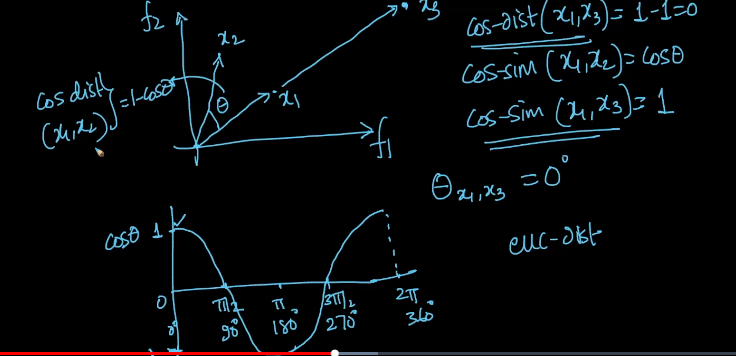 f2
x2
x3
cos-dist(x1,x3) = 1-1=0
cos-sim (x1,x2) = cosθ
cos-sim (x1,x3) = 1
cos dist (x1,x2) } = 1-cosθ
θ
x1
f1
θ x1,x3 = 0°
euc-dist
cosθ 1
0
π/2 π 3π/2 2π
0° 90° 180° 270° 360°